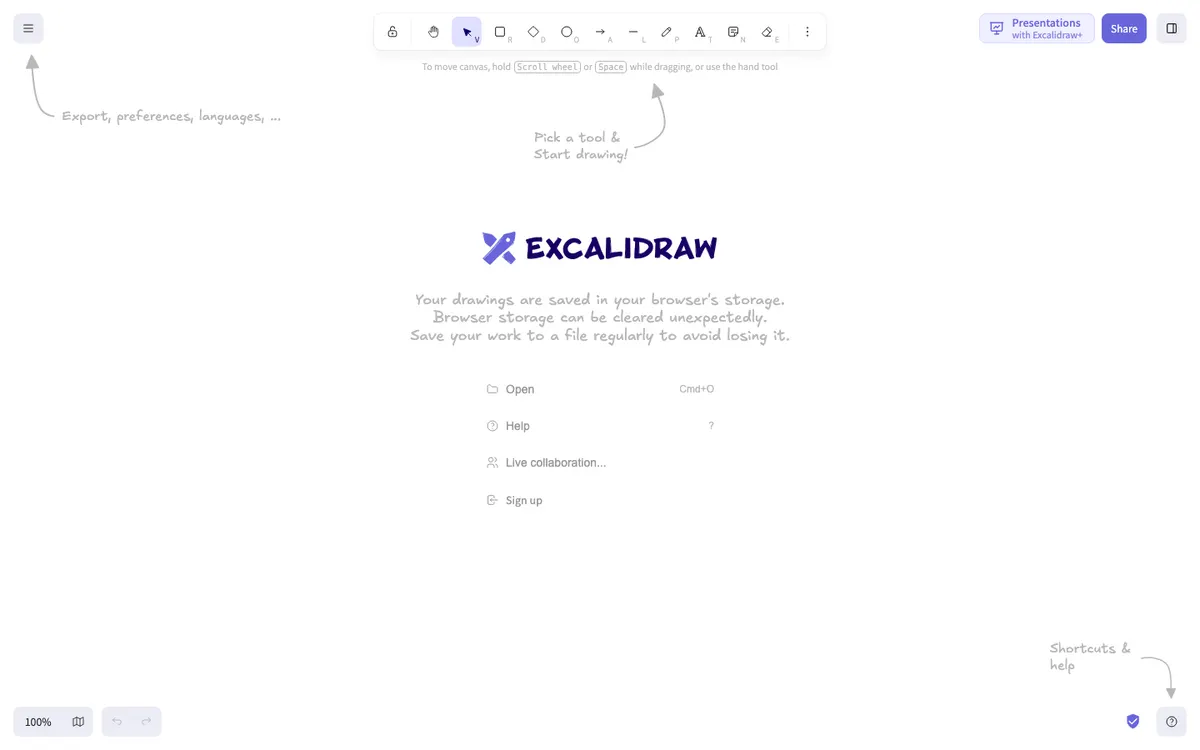 V
R
D
O
A
L
P
T
N
E
Presentations
with Excalidraw+
Share
To move canvas, hold Scroll wheel or Space while dragging, or use the hand tool
Export, preferences, languages, ...
Pick a tool &
Start drawing!
EXCALIDRAW
Your drawings are saved in your browser's storage.
Browser storage can be cleared unexpectedly.
Save your work to a file regularly to avoid losing it.
Open Cmd+O
Help ?
Live collaboration...
Sign up
Shortcuts &
help
100%